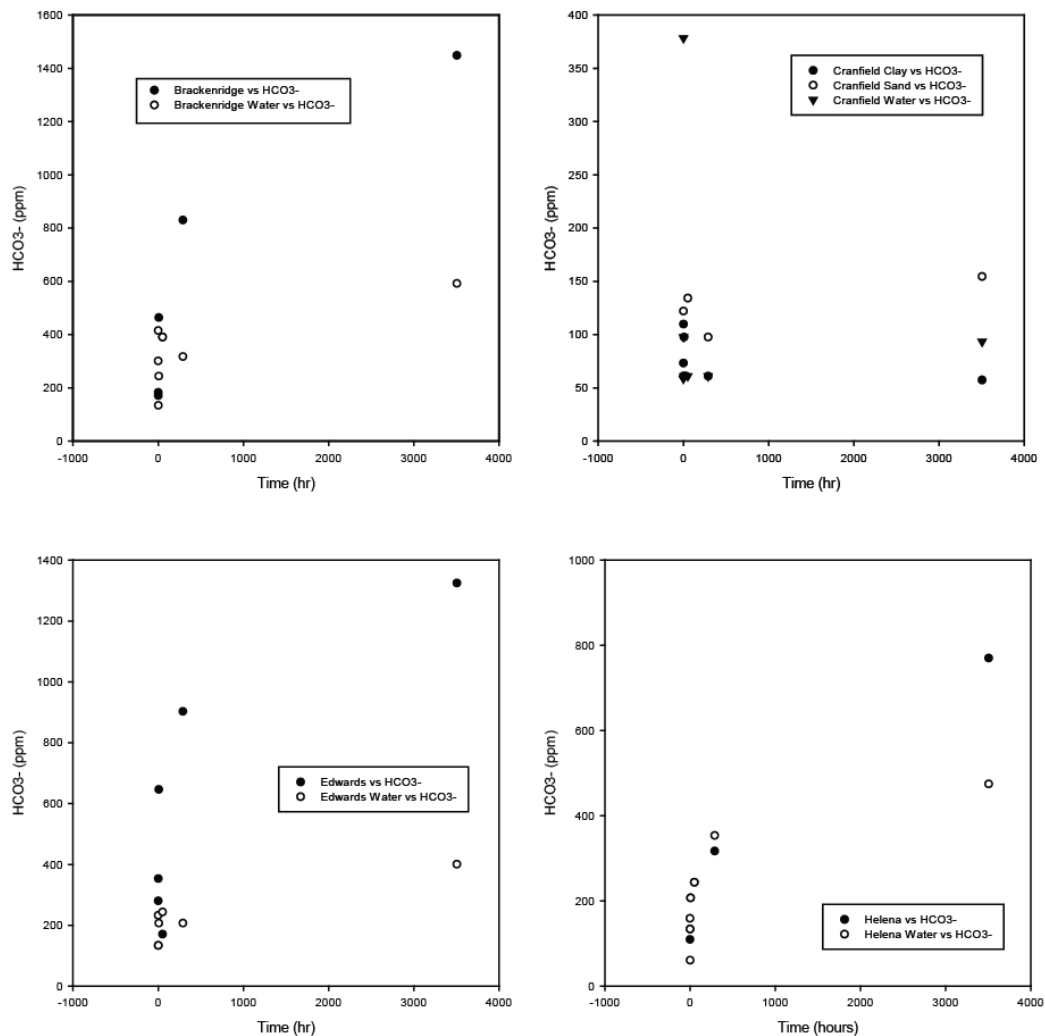 1600
1400
1200
1000
800
600
400
200
0
HCO3- (ppm)
Brackenridge vs HCO3-
Brackenridge Water vs HCO3-
-1000 0 1000 2000 3000 4000
Time (hr)
400
350
300
250
200
150
100
50
0
HCO3- (ppm)
Cranfield Clay vs HCO3-
Cranfield Sand vs HCO3-
Cranfield Water vs HCO3-
-1000 0 1000 2000 3000 4000
Time (hr)
1400
1200
1000
800
600
400
200
0
HCO3- (ppm)
Edwards vs HCO3-
Edwards Water vs HCO3-
-1000 0 1000 2000 3000 4000
Time (hr)
1000
800
600
400
200
0
HCO3- (ppm)
Helena vs HCO3-
Helena Water vs HCO3-
-1000 0 1000 2000 3000 4000
Time (hours)